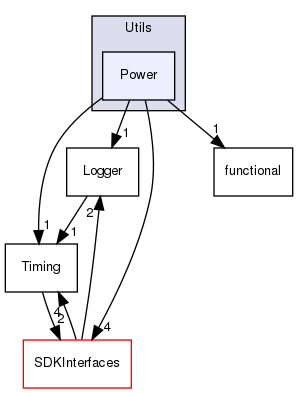 Utils
Power
1
1
Logger
functional
2
1
1
Timing
4
2
4
SDKInterfaces